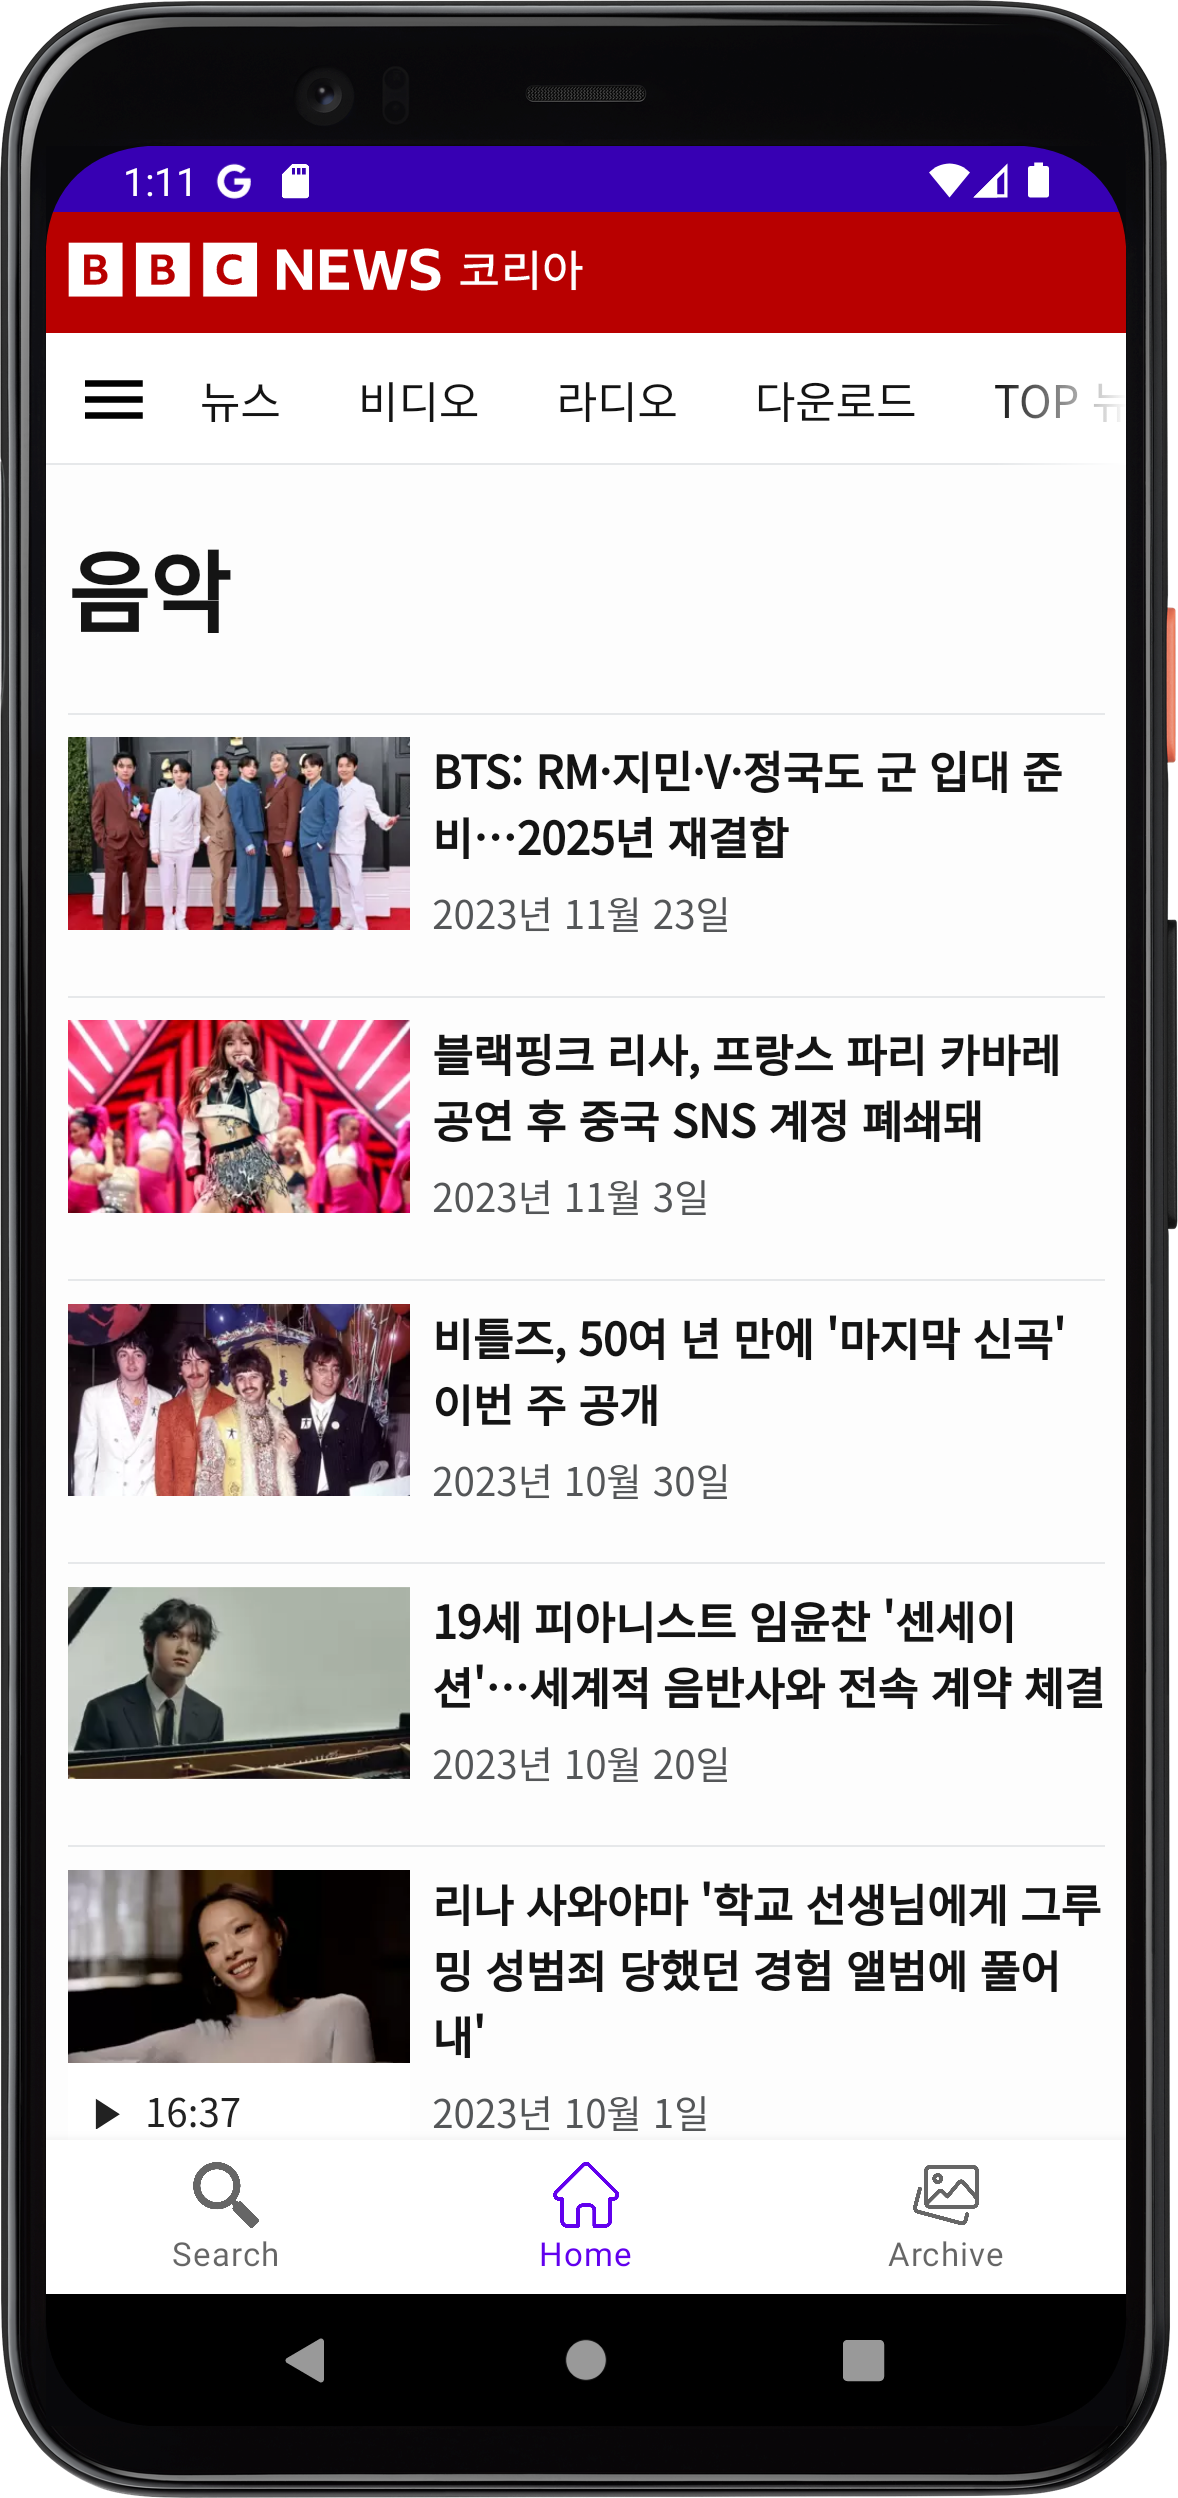 1:11
BBC NEWS 코리아
뉴스 비디오 라디오 다운로드 TOP 뉴
음악
BTS: RM·지민·V·정국도 군 입대 준
비…2025년 재결합
2023년 11월 23일
블랙핑크 리사, 프랑스 파리 카바레
공연 후 중국 SNS 계정 폐쇄돼
2023년 11월 3일
비틀즈, 50여 년 만에 '마지막 신곡'
이번 주 공개
2023년 10월 30일
19세 피아니스트 임윤찬 '센세이
션'…세계적 음반사와 전속 계약 체결
2023년 10월 20일
리나 사와야마 '학교 선생님에게 그루
밍 성범죄 당했던 경험 앨범에 풀어
내'
16:37
2023년 10월 1일
Search Home Archive